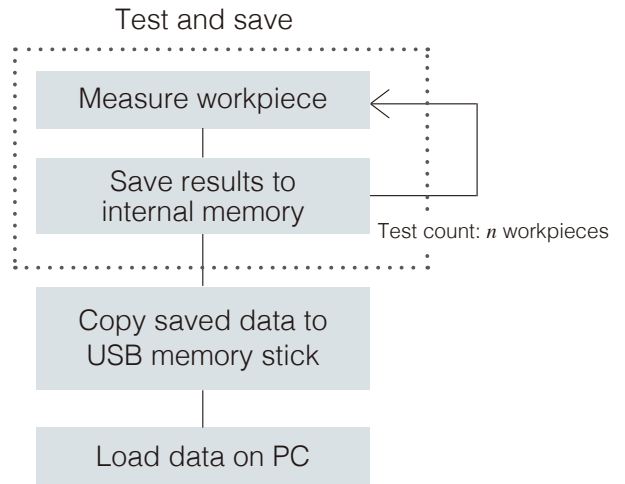 Test and save
Measure workpiece
Save results to
internal memory
Test count: n workpieces
Copy saved data to
USB memory stick
Load data on PC